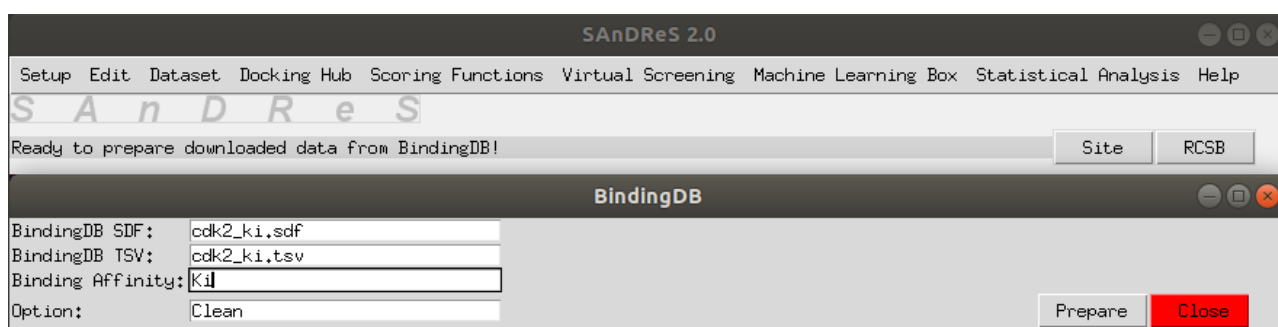 SAnDReS 2.0
Setup Edit Dataset Docking Hub Scoring Functions Virtual Screening Machine Learning Box Statistical Analysis Help
S A n D R e S
Ready to prepare downloaded data from BindingDB! Site RCSB
BindingDB
BindingDB SDF: cdk2_ki.sdf
BindingDB TSV: cdk2_ki.tsv
Binding Affinity: Ki
Option: Clean Prepare Close